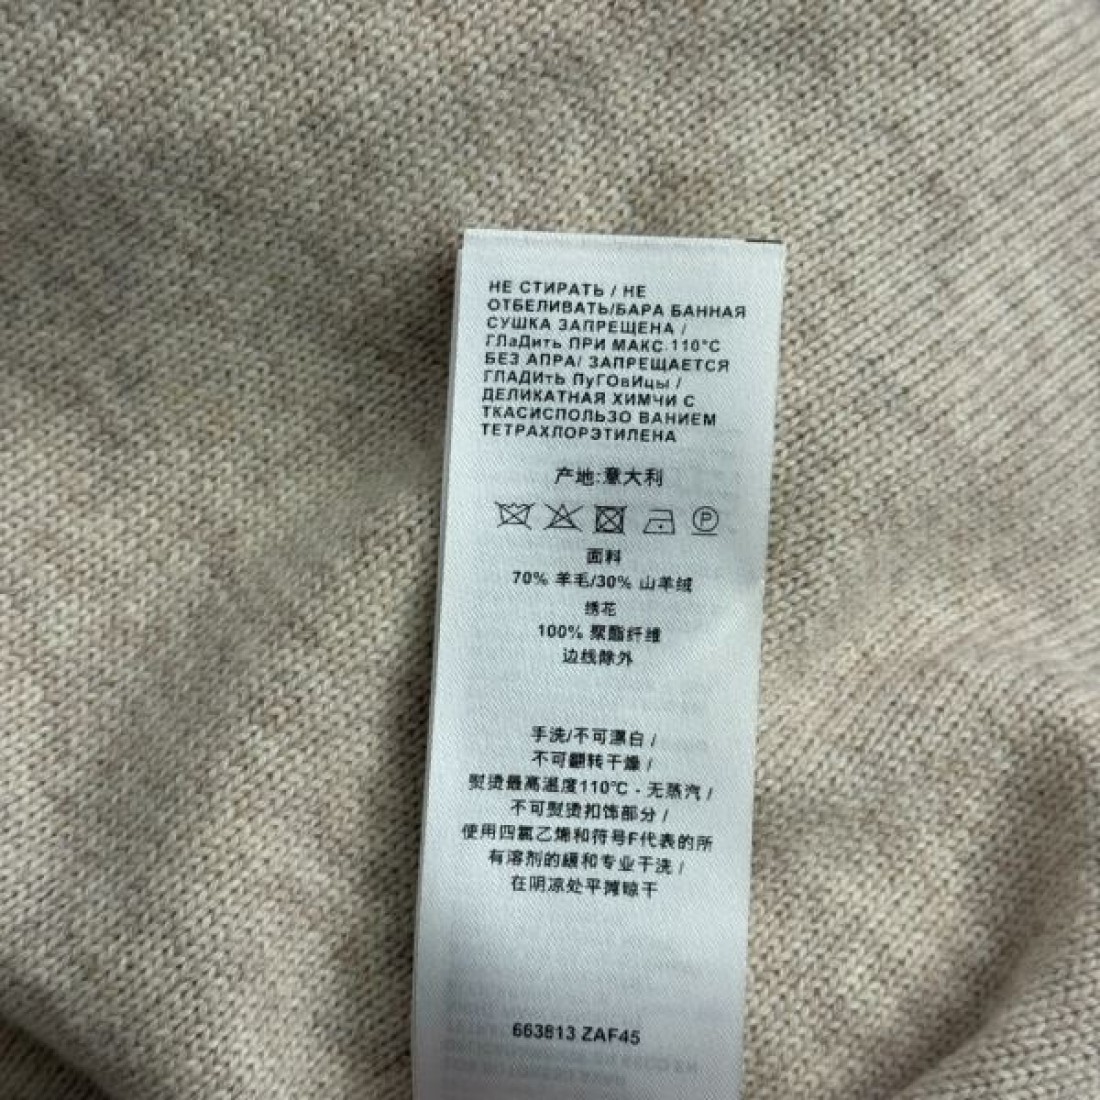 НЕ СТИРАТЬ / НЕ
ОТБЕЛИВАТЬ/БАРА БАННАЯ
СУШКА ЗАПРЕЩЕНА /
ГЛаДить ПРИ МАКС.110°C
БЕЗ АПРА/ ЗАПРЕЩАЕТСЯ
ГЛАДИть ПуГОвИцы /
ДЕЛИКАТНАЯ ХИМЧИ С
ТКАСИСПОЛЬЗО ВАНИЕМ
ТЕТРАХЛОРЭТИЛЕНА
产地:意大利
P
面料
70% 羊毛/30% 山羊绒
绣花
100% 聚酯纤维
边线除外
手洗/不可漂白 /
不可翻转干燥 /
熨烫最高温度110°C - 无蒸汽 /
不可熨烫扣饰部分 /
使用四氯乙烯和符号F代表的所
有溶剂的緩和专业干洗 /
在阴凉处平摊晾干
663813 ZAF45